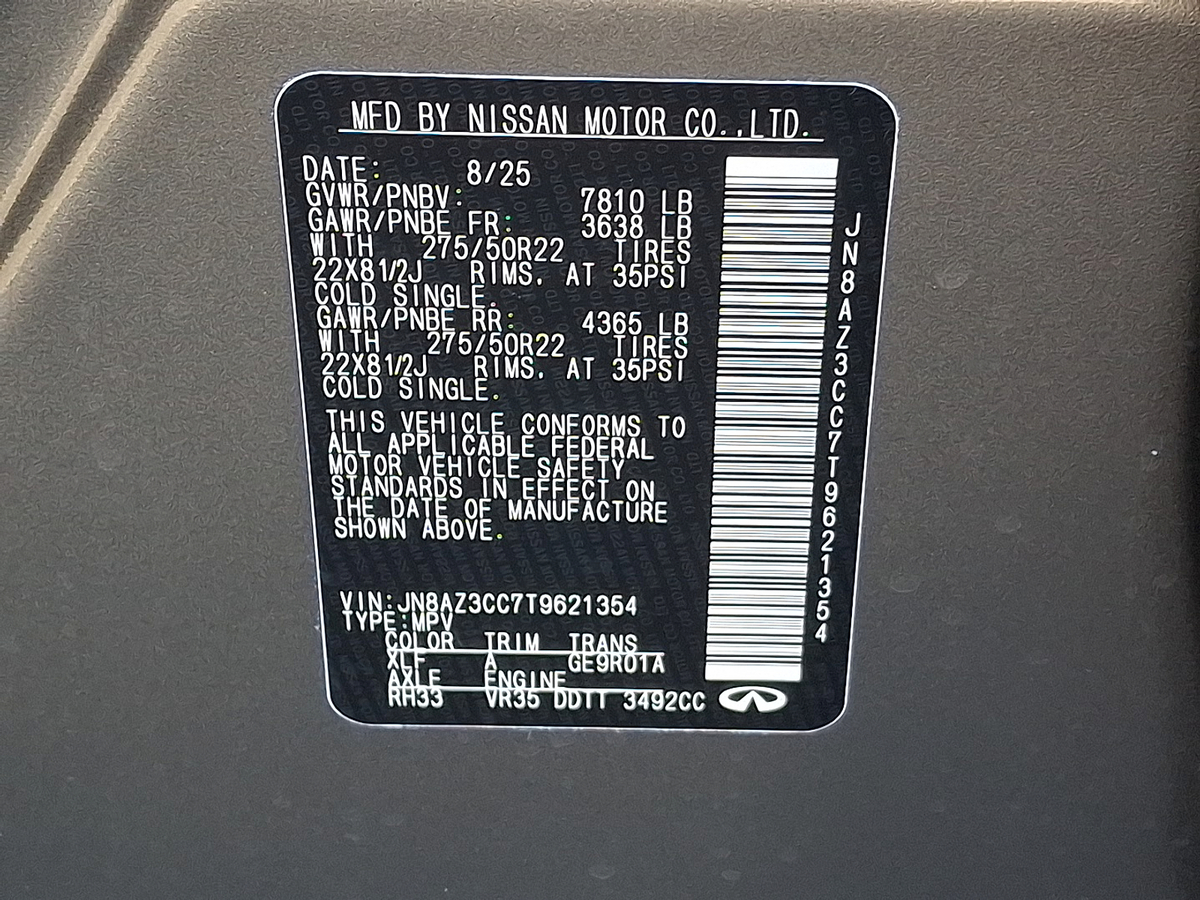 MFD BY NISSAN MOTOR CO.,LTD.
DATE: 8/25
GVWR/PNBV: 7810 LB
GAWR/PNBE FR: 3638 LB
WITH 275/50R22 TIRES
22X81/2J RIMS. AT 35PSI
COLD SINGLE.
GAWR/PNBE RR: 4365 LB
WITH 275/50R22 TIRES
22X81/2J RIMS. AT 35PSI
COLD SINGLE.
THIS VEHICLE CONFORMS TO
ALL APPLICABLE FEDERAL
MOTOR VEHICLE SAFETY
STANDARDS IN EFFECT ON
THE DATE OF MANUFACTURE
SHOWN ABOVE.
VIN:JN8AZ3CC7T9621354
TYPE:MPV
COLOR TRIM TRANS
XLF A GE9R01A
AXLE ENGINE
RH33 VR35 DDTT 3492CC
JN8AZ3CC7T9621354